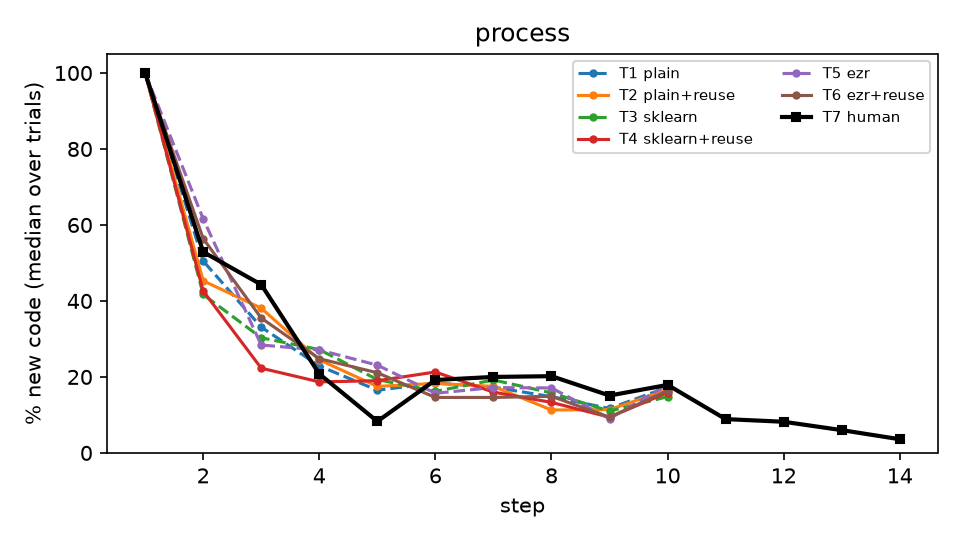 process
% new code (median over trials)
100
80
60
40
20
0
T1 plain
T2 plain+reuse
T3 sklearn
T4 sklearn+reuse
T5 ezr
T6 ezr+reuse
T7 human
2 4 6 8 10 12 14
step